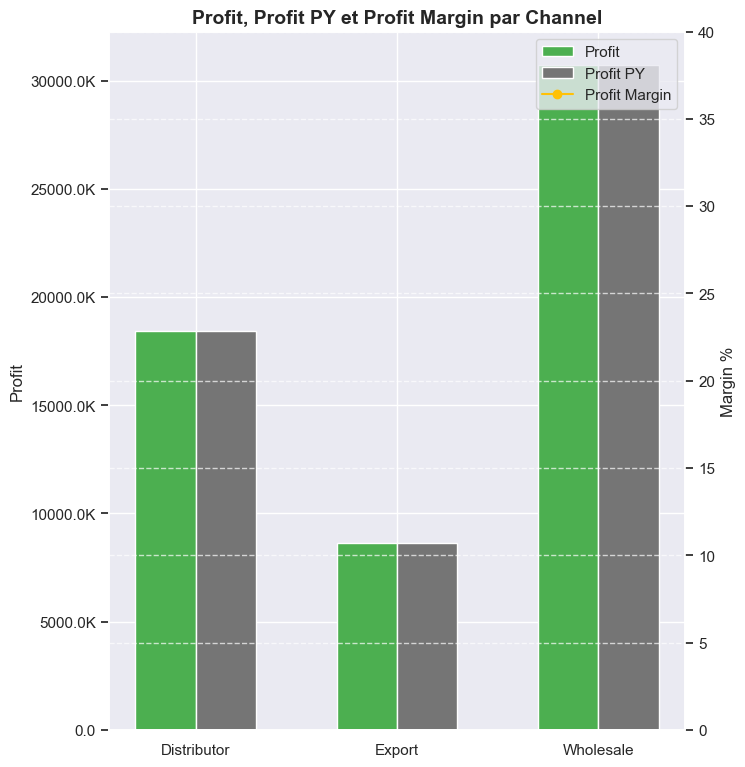 Profit, Profit PY et Profit Margin par Channel
Profit
Profit PY
Profit Margin
30000.0K
25000.0K
20000.0K
15000.0K
10000.0K
5000.0K
0.0
Profit
40
35
30
25
20
15
10
5
0
Margin %
Distributor
Export
Wholesale